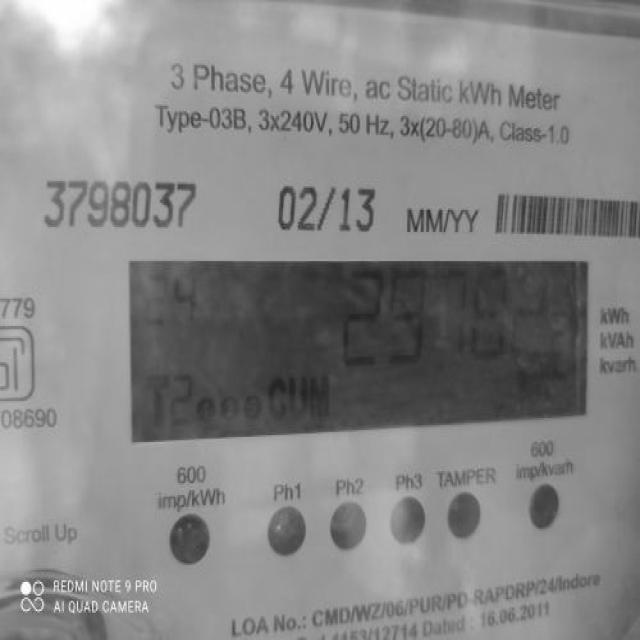 3 Phase, 4 Wire, ac Static kWh Meter
Type-03B, 3x240V, 50 Hz, 3x(20-80)A, Class-1.0
3798037 02/13 MM/YY
779
08690
T2 CUM
kWh
kVAh
kvarh
600
imp/kWh
Ph1 Ph2 Ph3 TAMPER
600
imp/kvarh
Scroll Up
LOA No.: CMD/WZ/06/PUR/PD-RAPDRP/24/Indore
/12714 Dated : 16.06.2011
REDMI NOTE 9 PRO
AI QUAD CAMERA